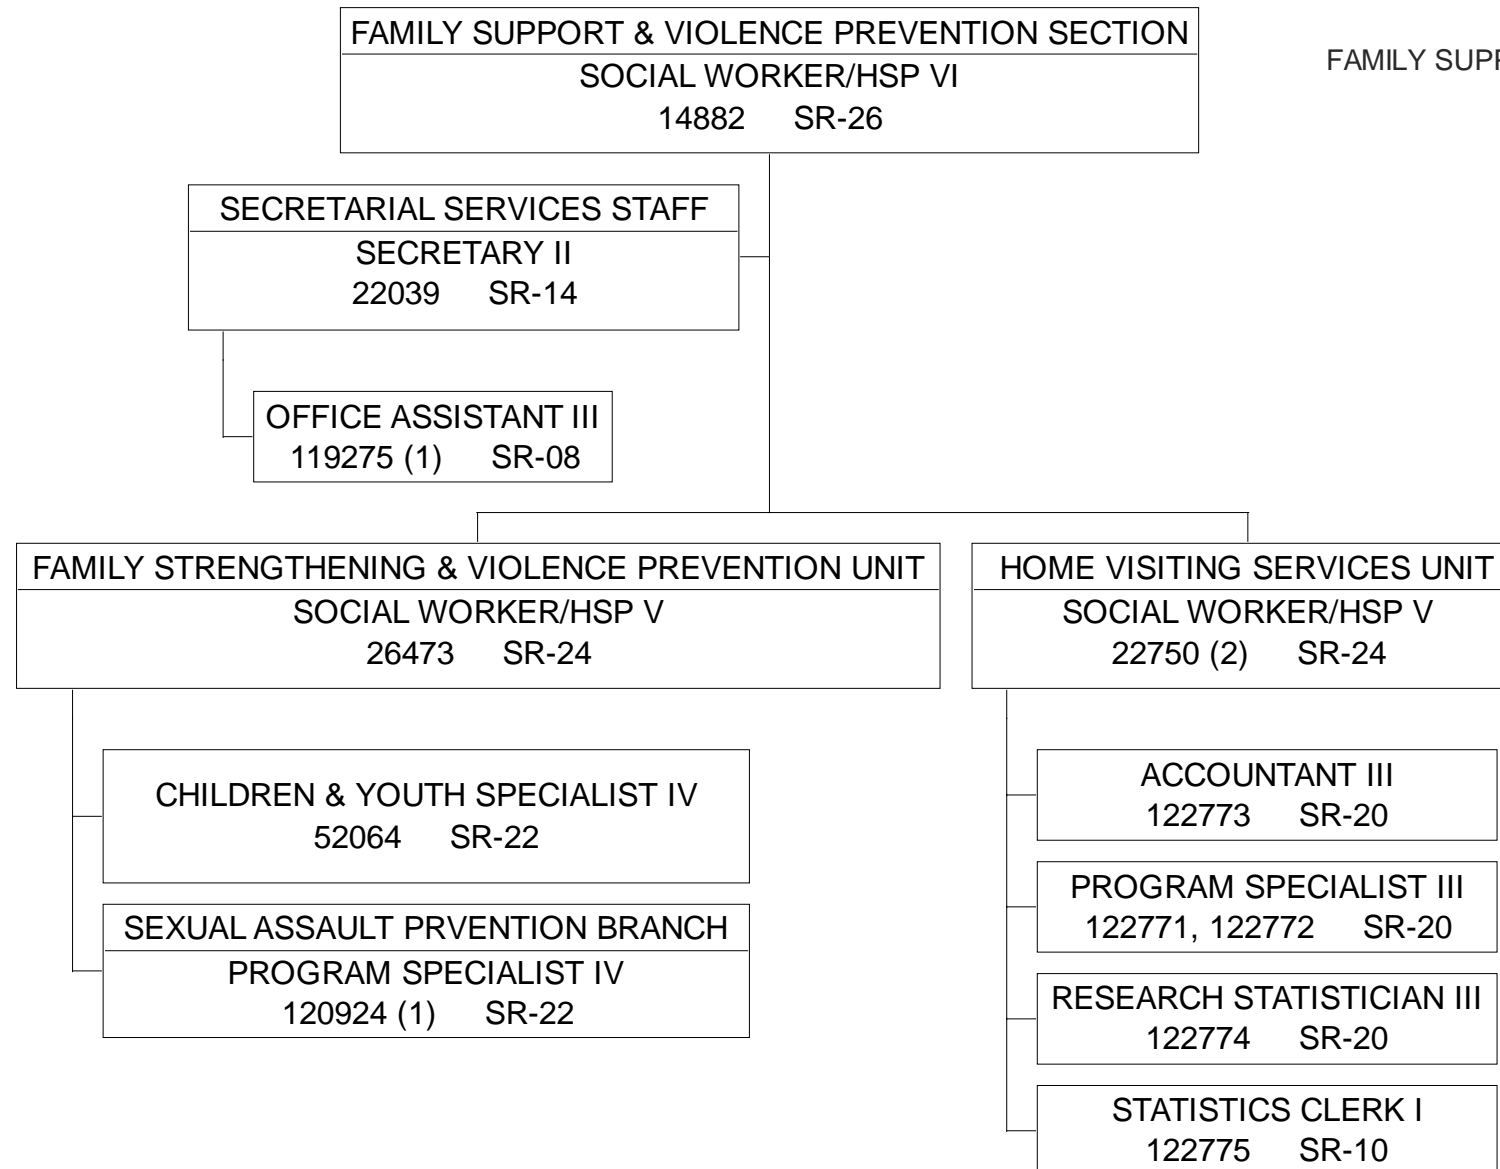 FAMILY SUPPORT & VIOLENCE PREVENTION SECTION
SOCIAL WORKER/HSP VI
14882 SR-26
FAMILY
SECRETARIAL SERVICES STAFF
SECRETARY II
22039 SR-14
OFFICE ASSISTANT III
119275 (1) SR-08
FAMILY STRENGTHENING & VIOLENCE PREVENTION UNIT
SOCIAL WORKER/HSP V
26473 SR-24
CHILDREN & YOUTH SPECIALIST IV
52064 SR-22
SEXUAL ASSAULT PRVENTION BRANCH
PROGRAM SPECIALIST IV
120924 (1) SR-22
HOME VISITING SERVICES UNIT
SOCIAL WORKER/HSP V
22750 (2) SR-24
ACCOUNTANT III
122773 SR-20
PROGRAM SPECIALIST III
122771, 122772 SR-20
RESEARCH STATISTICIAN III
122774 SR-20
STATISTICS CLERK I
122775 SR-10